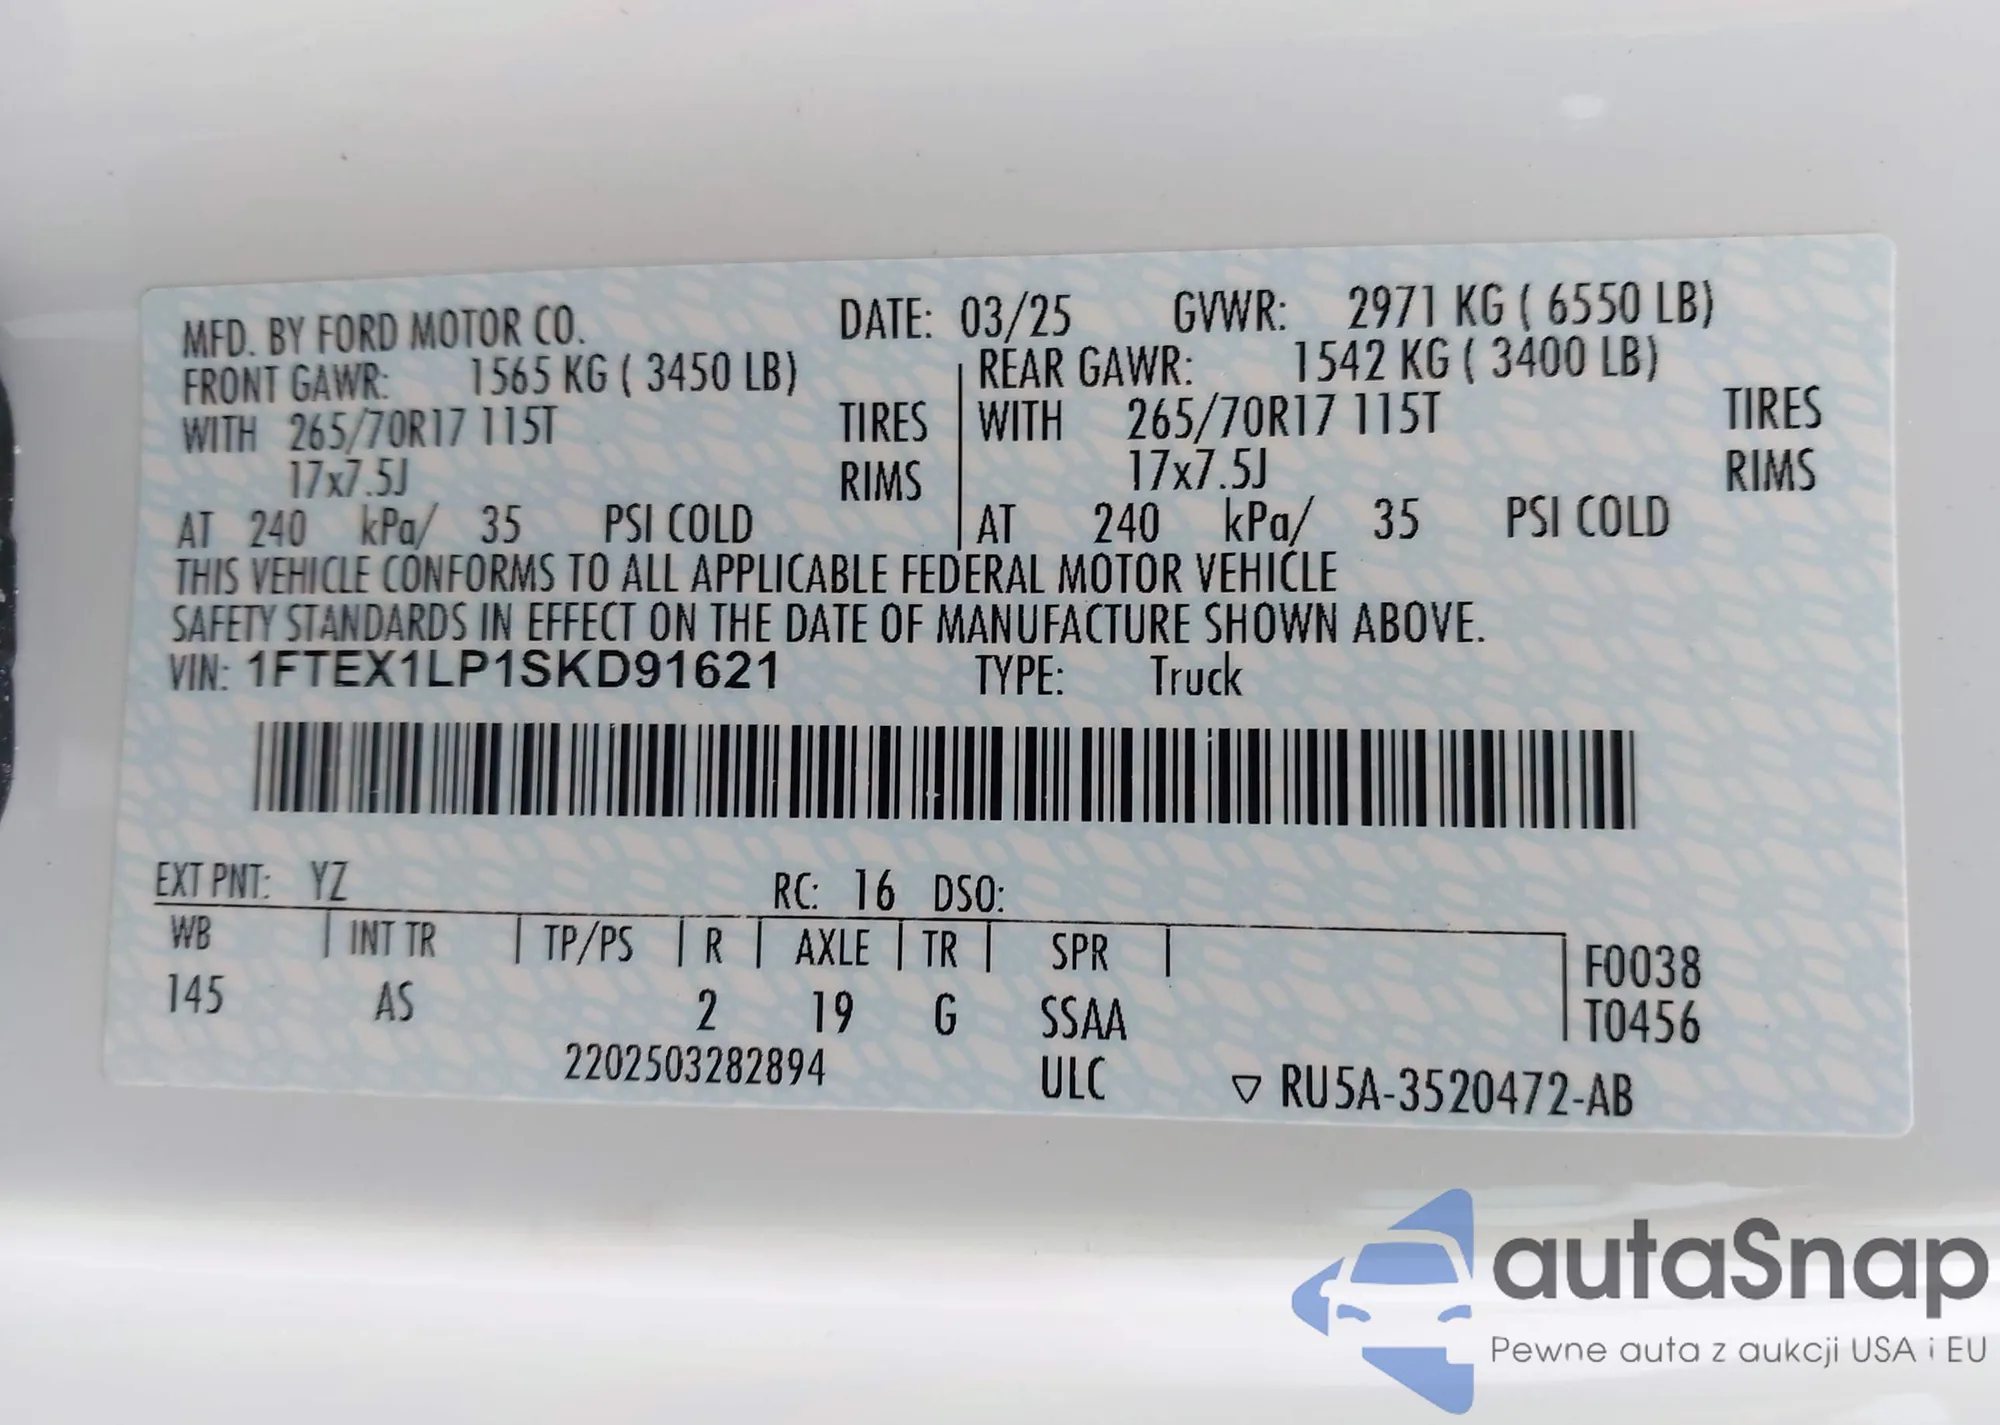 MFD. BY FORD MOTOR CO. DATE: 03/25 GVWR: 2971 KG ( 6550 LB)
FRONT GAWR: 1565 KG ( 3450 LB) REAR GAWR: 1542 KG ( 3400 LB)
WITH 265/70R17 115T TIRES WITH 265/70R17 115T TIRES
17x7.5J RIMS 17x7.5J RIMS
AT 240 kPa/ 35 PSI COLD AT 240 kPa/ 35 PSI COLD
THIS VEHICLE CONFORMS TO ALL APPLICABLE FEDERAL MOTOR VEHICLE
SAFETY STANDARDS IN EFFECT ON THE DATE OF MANUFACTURE SHOWN ABOVE.
VIN: 1FTEX1LP1SKD91621 TYPE: Truck
EXT PNT: YZ RC: 16 DSO:
WB INT TR TP/PS R AXLE TR SPR F0038
145 AS 2 19 G SSAA T0456
2202503282894 ULC ▽ RU5A-3520472-AB
autaSnap
Pewne auta z aukcji USA i EU